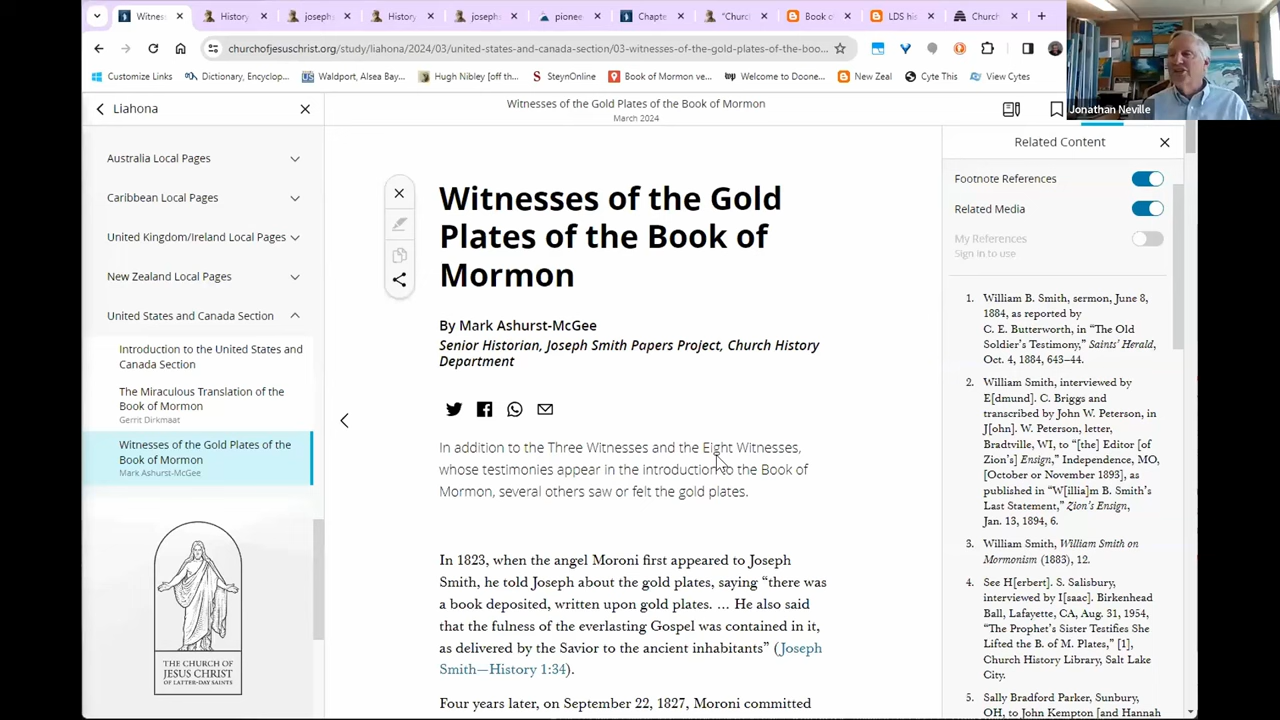 Witnes
History
joseph
History
joseph
pionee
Chapte
"Churc
Book
LDS his
Church
churchofjesuschrist.org/study/liahona/2024/03/united-states-and-canada-section/03-witnesses-of-the-gold-plates-of-the-boo...
Customize Links
Dictionary, Encyclop...
Waldport, Alsea Bay...
Hugh Nibley [off th...
SteynOnline
Book of Mormon ve...
Welcome to Doone...
New Zeal
Cyte This
View Cytes
Jonathan Neville
Liahona
Witnesses of the Gold Plates of the Book of Mormon
March 2024
Australia Local Pages
Caribbean Local Pages
United Kingdom/Ireland Local Pages
New Zealand Local Pages
United States and Canada Section
Introduction to the United States and
Canada Section
The Miraculous Translation of the
Book of Mormon
Gerrit Dirkmaat
Witnesses of the Gold Plates of the
Book of Mormon
Mark Ashurst-McGee
THE CHURCH OF
JESUS CHRIST
OF LATTER-DAY SAINTS
Witnesses of the Gold
Plates of the Book of
Mormon
By Mark Ashurst-McGee
Senior Historian, Joseph Smith Papers Project, Church History
Department
In addition to the Three Witnesses and the Eight Witnesses,
whose testimonies appear in the introduction to the Book of
Mormon, several others saw or felt the gold plates.
In 1823, when the angel Moroni first appeared to Joseph
Smith, he told Joseph about the gold plates, saying “there was
a book deposited, written upon gold plates. … He also said
that the fulness of the everlasting Gospel was contained in it,
as delivered by the Savior to the ancient inhabitants” (Joseph
Smith—History 1:34).
Four years later, on September 22, 1827, Moroni committed
Related Content
Footnote References
Related Media
My References
Sign in to use
1. William B. Smith, sermon, June 8,
1884, as reported by
C. E. Butterworth, in “The Old
Soldier’s Testimony,” Saints’ Herald,
Oct. 4, 1884, 643–44.
2. William Smith, interviewed by
E[dmund]. C. Briggs and
transcribed by John W. Peterson, in
J[ohn]. W. Peterson, letter,
Bradtville, WI, to “[the] Editor [of
Zion’s] Ensign,” Independence, MO,
[October or November 1893], as
published in “W[illia]m B. Smith’s
Last Statement,” Zion’s Ensign,
Jan. 13, 1894, 6.
3. William Smith, William Smith on
Mormonism (1883), 12.
4. See H[erbert]. S. Salisbury,
interviewed by I[saac]. Birkenhead
Ball, Lafayette, CA, Aug. 31, 1954,
“The Prophet’s Sister Testifies She
Lifted the B. of M. Plates,” [1],
Church History Library, Salt Lake
City.
5. Sally Bradford Parker, Sunbury,
OH, to John Kempton [and Hannah